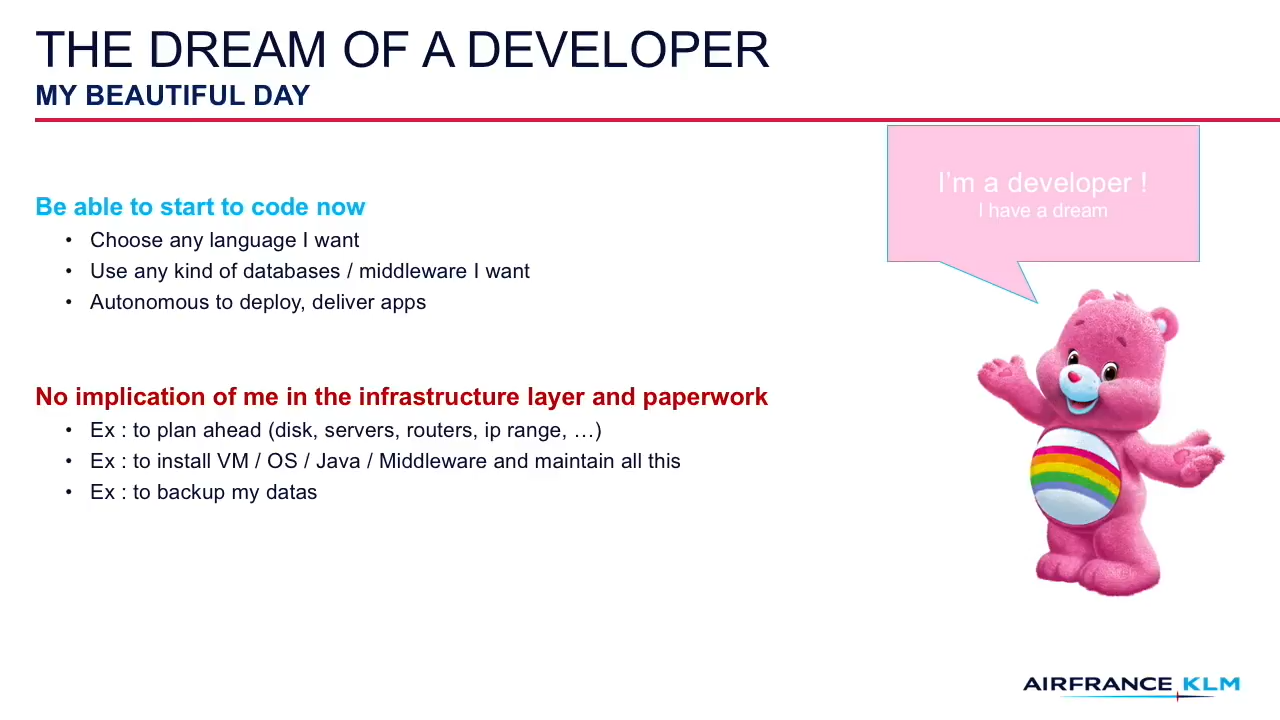 THE DREAM OF A DEVELOPER
MY BEAUTIFUL DAY
I'm a developer !
I have a dream
Be able to start to code now
• Choose any language I want
• Use any kind of databases / middleware I want
• Autonomous to deploy, deliver apps
No implication of me in the infrastructure layer and paperwork
• Ex : to plan ahead (disk, servers, routers, ip range, …)
• Ex : to install VM / OS / Java / Middleware and maintain all this
• Ex : to backup my datas
AIRFRANCE KLM